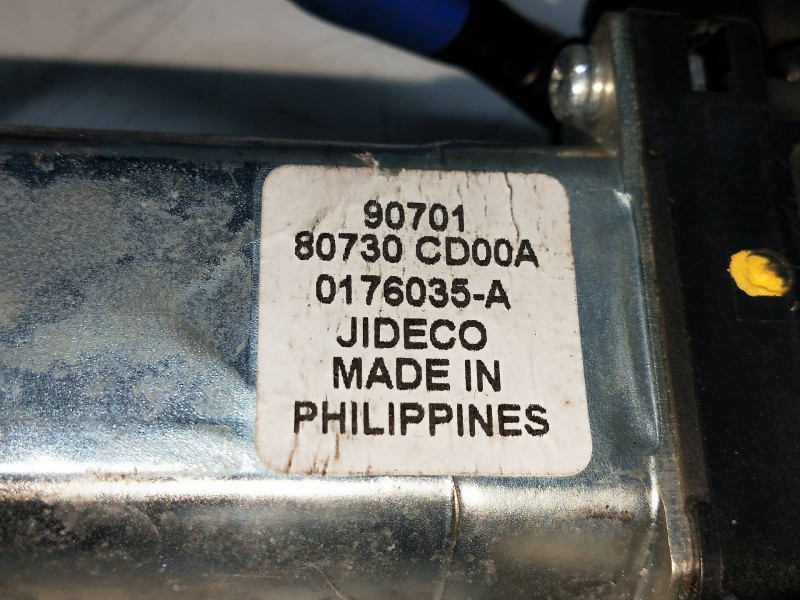 90701
80730 CD00A
0176035-A
JIDECO
MADE IN
PHILIPPINES